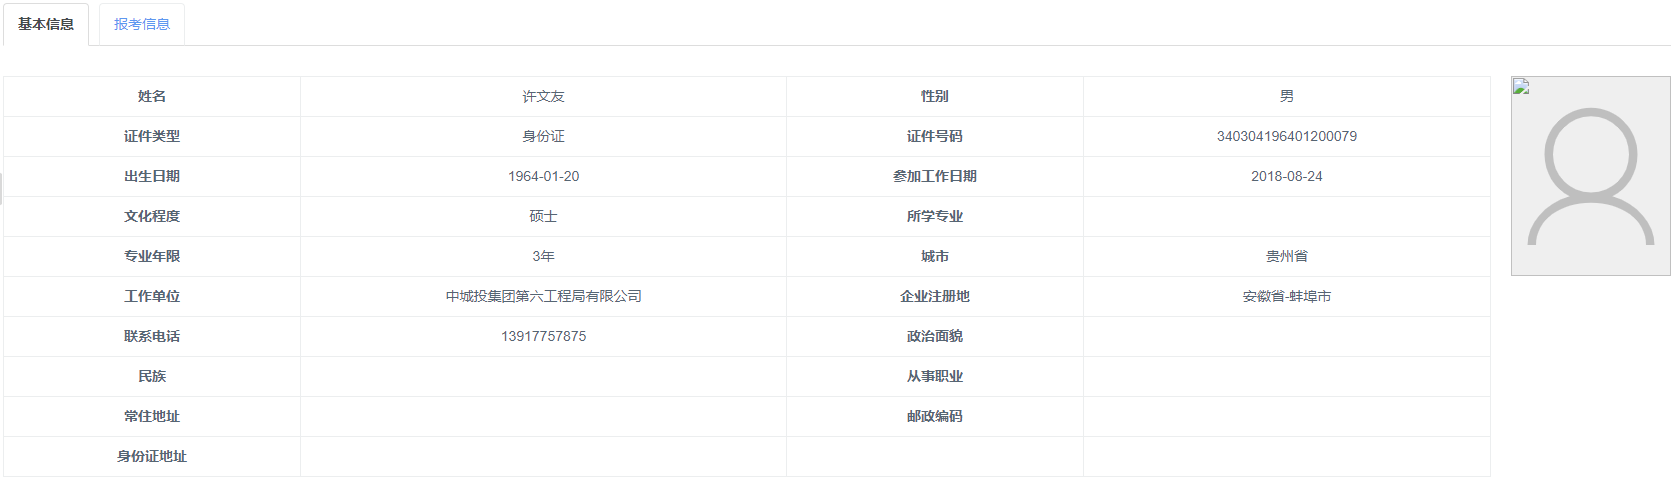 基本信息 报考信息
姓名 许文友 性别 男
证件类型 身份证 证件号码 340304196401200079
出生日期 1964-01-20 参加工作日期 2018-08-24
文化程度 硕士 所学专业
专业年限 3年 城市 贵州省
工作单位 中城投集团第六工程局有限公司 企业注册地 安徽省-蚌埠市
联系电话 13917757875 政治面貌
民族 从事职业
常住地址 邮政编码
身份证地址